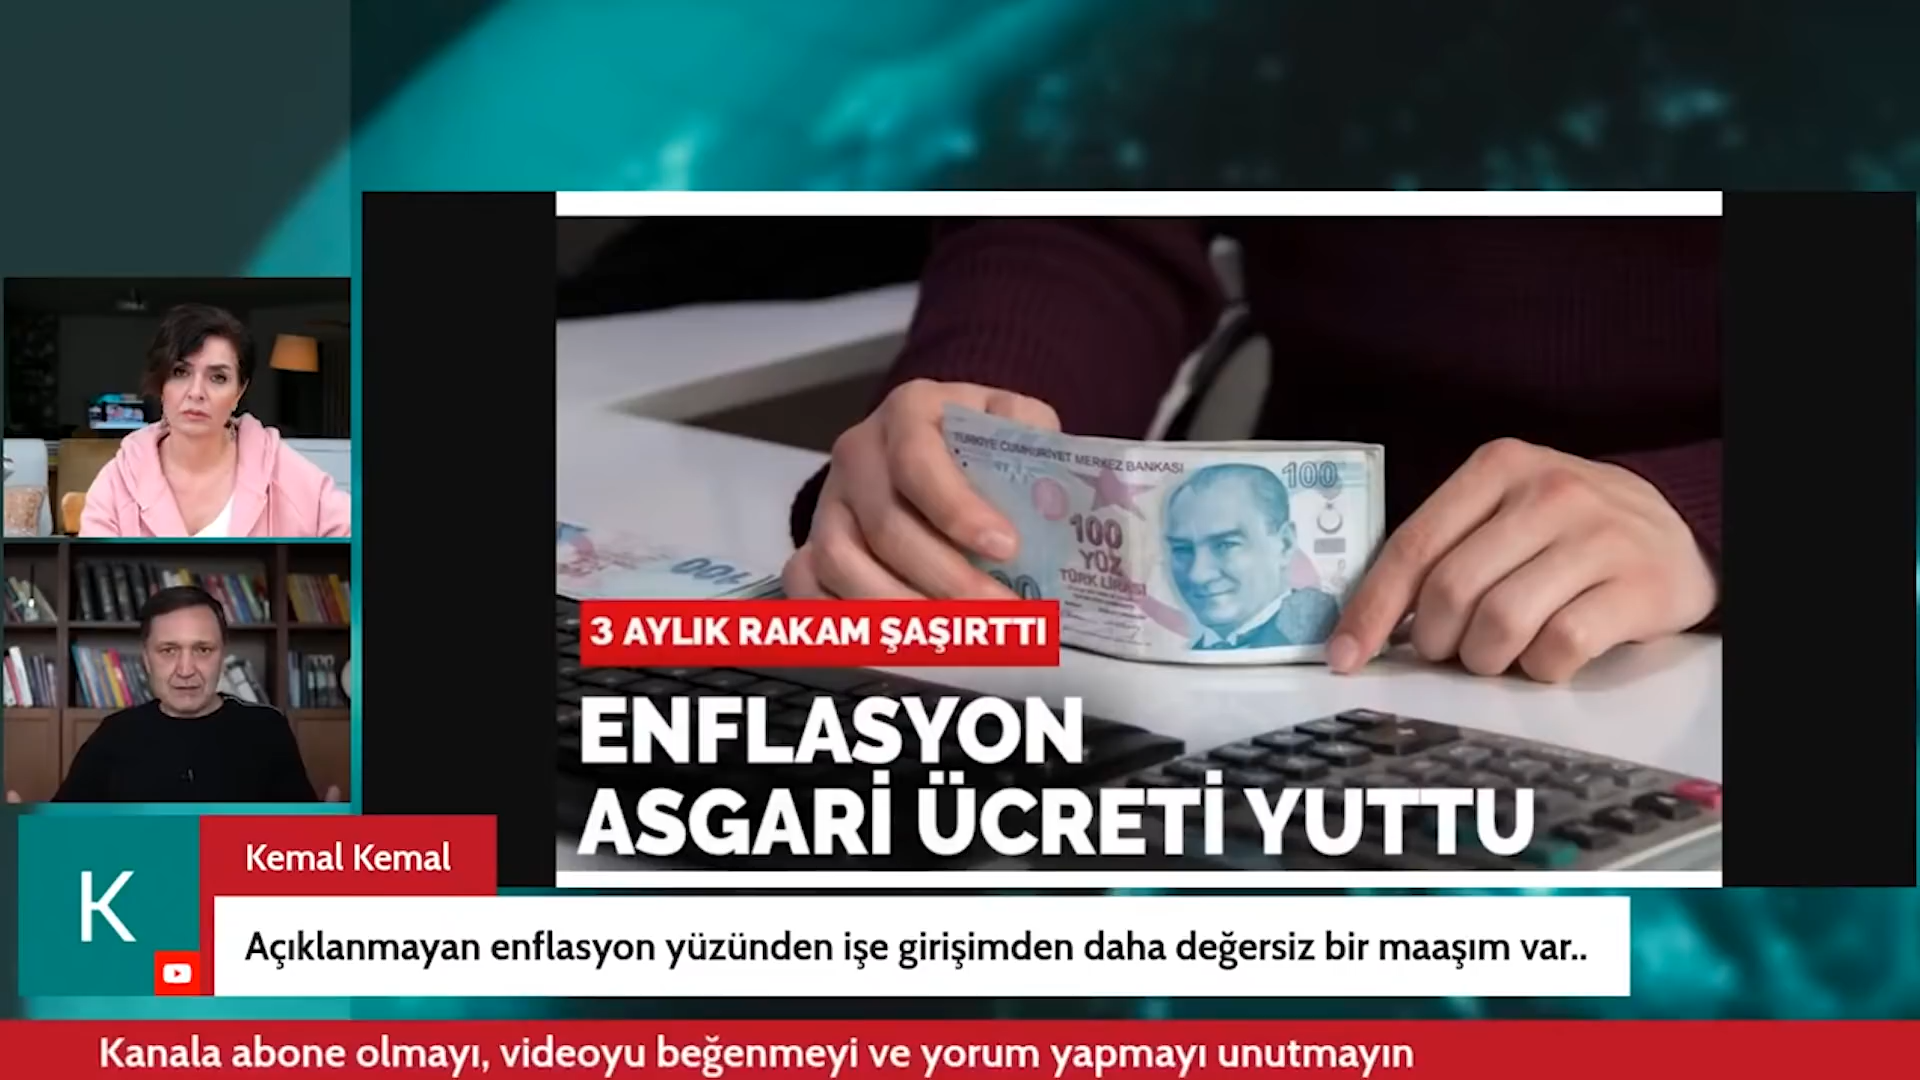 TÜRKİYE CUMHURİYET MERKEZ BANKASI
100
100
YÜZ
TÜRK LİRASI
100
3 AYLIK RAKAM ŞAŞIRTTI
ENFLASYON
ASGARİ ÜCRETİ YUTTU
K
Kemal Kemal
Açıklanmayan enflasyon yüzünden işe girişimden daha değersiz bir maaşım var..
Kanala abone olmayı, videoyu beğenmeyi ve yorum yapmayı unutmayın